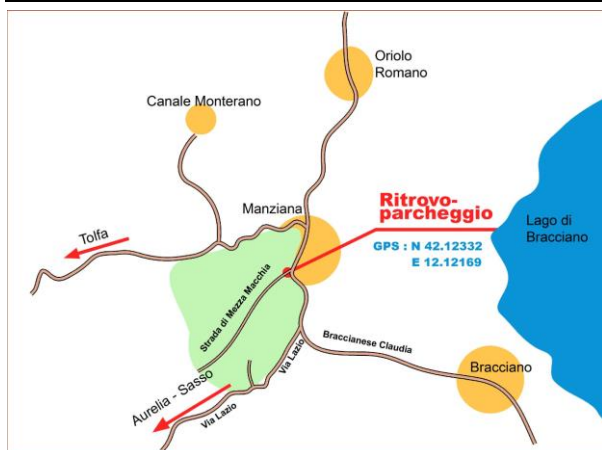 Oriolo
Romano
Canale Monterano
Manziana
Ritrovo-
parcheggio
GPS : N 42.12332
E 12.12169
Lago di
Bracciano
Tolfa
Strada di Mezza Macchia
Braccianese Claudia
Via Lazio
Bracciano
Aurelia - Sasso
Via Lazio